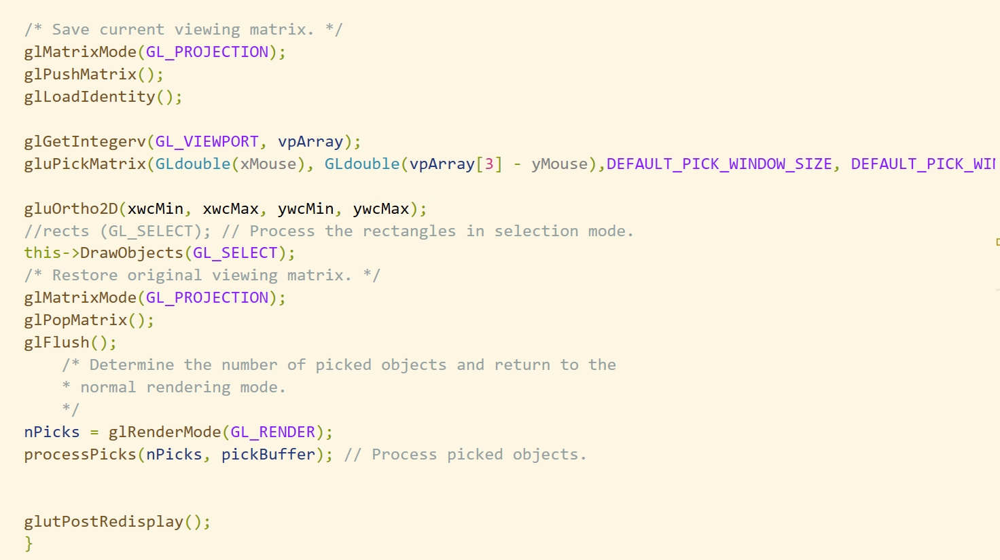 /* Save current viewing matrix. */
glMatrixMode(GL_PROJECTION);
glPushMatrix();
glLoadIdentity();
glGetIntegerv(GL_VIEWPORT, vpArray);
gluPickMatrix(GLdouble(xMouse), GLdouble(vpArray[3] - yMouse),DEFAULT_PICK_WINDOW_SIZE,
gluOrtho2D(xwcMin, xwcMax, ywcMin, ywcMax);
//rects (GL_SELECT); // Process the rectangles in selection mode.
this->DrawObjects(GL_SELECT);
/* Restore original viewing matrix. */
glMatrixMode(GL_PROJECTION);
glPopMatrix();
glFlush();
/* Determine the number of picked objects and return to the
* normal rendering mode.
*/
nPicks = glRenderMode(GL_RENDER);
processPicks(nPicks, pickBuffer); // Process picked objects.
glutPostRedisplay();
}